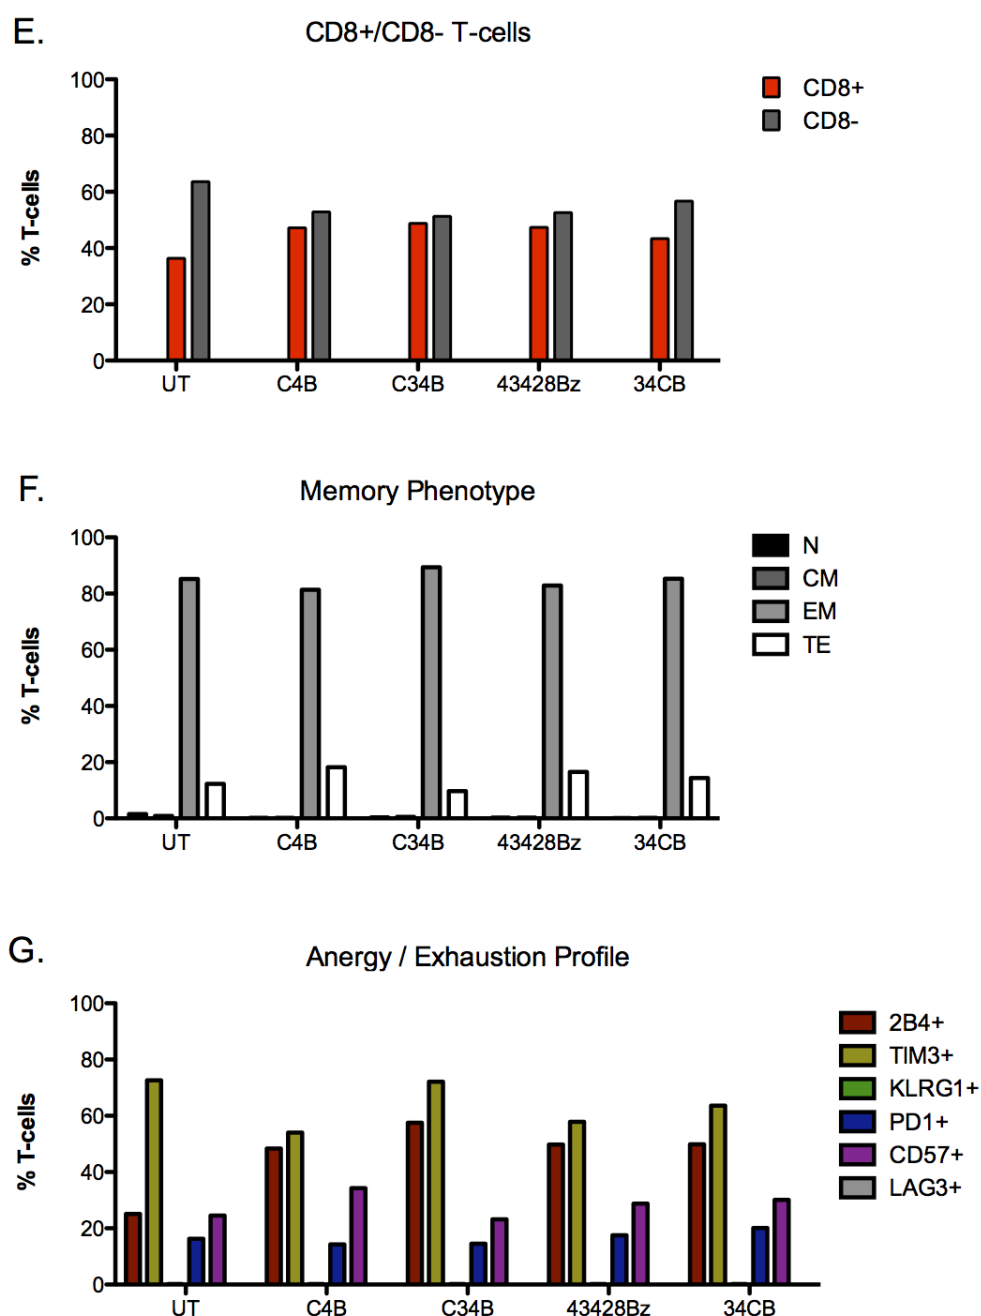 E.
CD8+/CD8- T-cells
100
80
60
40
20
0
% T-cells
CD8+
CD8-
UT C4B C34B 43428Bz 34CB
F.
Memory Phenotype
100
80
60
40
20
0
% T-cells
N
CM
EM
TE
UT C4B C34B 43428Bz 34CB
G.
Anergy / Exhaustion Profile
100
80
60
40
20
0
% T-cells
2B4+
TIM3+
KLRG1+
PD1+
CD57+
LAG3+
UT C4B C34B 43428Bz 34CB